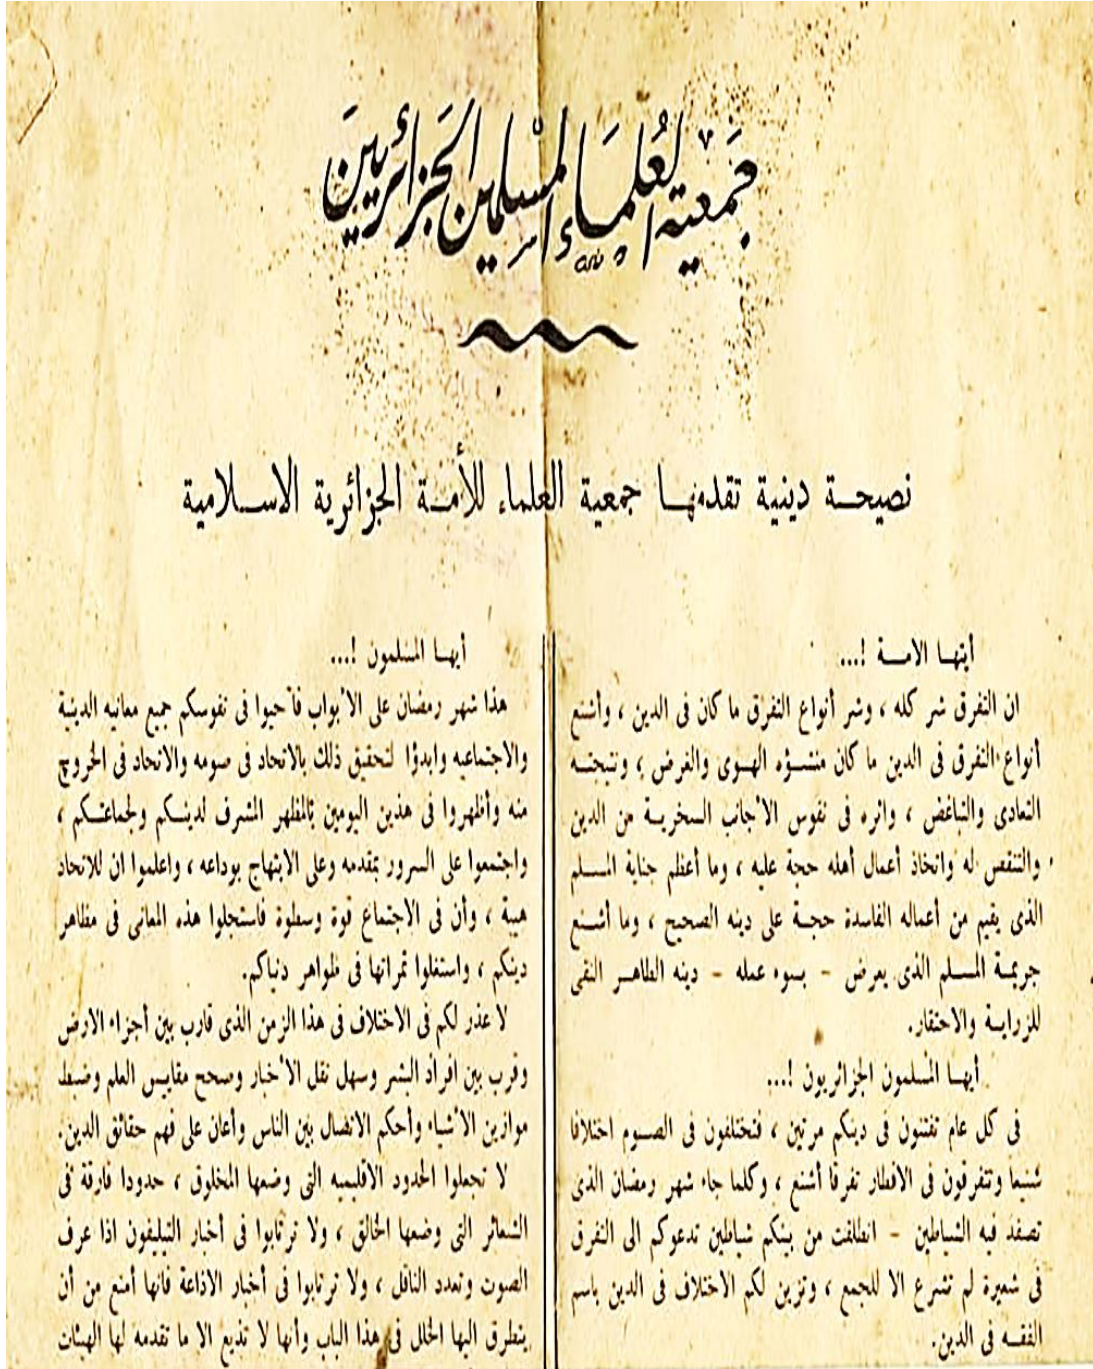 جمعية العلماء المسلمين الجزائريين
نصيحة دينية تقدمها جمعية العلماء للأمة الجزائرية الاسلامية
أيتها الامة !...
ان التفرق شر كله ، وشر أنواع التفرق ما كان فى الدين ، وأشنع
أنواع التفرق فى الدين ما كان منشؤه الهوى والغرض ؛ ونتيجته
التعادى والتباغض ، واثره فى نفوس الأجانب السخرية من الدين
والتنقص له واتخاذ أعمال أهله حجة عليه ، وما أعظم جناية المسلم
الذى يقيم من أعماله الفاسدة حجة على دينه الصحيح ، وما أشنع
جريمة المسلم الذى يعرض - بسوء عمله - دينه الطاهر النقى
للزراية والاحتقار.
أيها المسلمون الجزائريون !...
فى كل عام تفتنون فى دينكم مرتين ، فتختلفون فى الصوم اختلافا
شنيعا وتتفرقون فى الافطار تفرقا أشنع ، وكلما جاء شهر رمضان الذى
تصفد فيه الشياطين - انطلقت من بينكم شياطين تدعوكم الى التفرق
فى شعيرة لم تشرع الا للجمع ، وتزين لكم الاختلاف فى الدين باسم
الفقه فى الدين.
أيها المسلمون !...
هذا شهر رمضان على الأبواب فأحيوا فى نفوسكم جميع معانيه الدينية
والاجتماعيه وابدؤا لتحقيق ذلك بالاتحاد فى صومه والاتحاد فى الخروج
منه وأظهروا فى هذين اليومين بالمظهر المشرف لدينكم ولجماعتكم ،
واجتمعوا على السرور بمقدمه وعلى الابتهاج بوداعه ، واعلموا ان للاتحاد
هيبة ، وأن فى الاجتماع قوة وسطوة فاستجلوا هذه المعانى فى مظاهر
دينكم ، واستغلوا ثمراتها فى ظواهر دنياكم.
لا عذر لكم فى الاختلاف فى هذا الزمن الذى قارب بين أجزاء الارض
وقرب بين افراد البشر وسهل نقل الأخبار وصحح مقاييس العلم وضبط
موازين الأشياء وأحكم الاتصال بين الناس وأعان على فهم حقائق الدين.
لا تجعلوا الحدود الاقليميه التى وضعها المخلوق ، حدودا فارقة فى
الشعائر التى وضعها الخالق ، ولا ترتابوا فى أخبار التيليفون اذا عرف
الصوت وتعدد الناقل ، ولا ترتابوا فى أخبار الاذاعة فانها أمنع من أن
يتطرق اليها الخلل فى هذا الباب وأنها لا تذيع الا ما تقدمه لها الهيئات